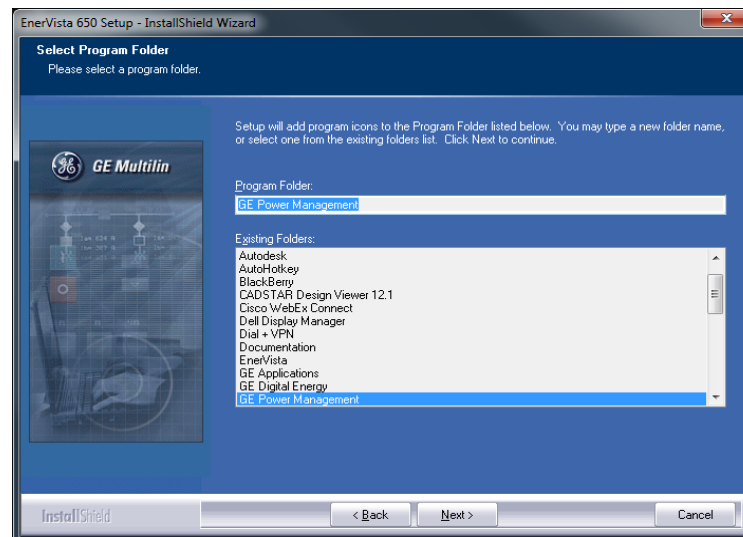 EnerVista 650 Setup - InstallShield Wizard
Select Program Folder
Please select a program folder.
Setup will add program icons to the Program Folder listed below. You may type a new folder name,
or select one from the existing folders list. Click Next to continue.
GE Multilin
Program Folder:
GE Power Management
Existing Folders:
Autodesk
AutoHotkey
BlackBerry
CADSTAR Design Viewer 12.1
Cisco WebEx Connect
Dell Display Manager
Dial + VPN
Documentation
EnerVista
GE Applications
GE Digital Energy
GE Power Management
InstallShield
< Back
Next >
Cancel